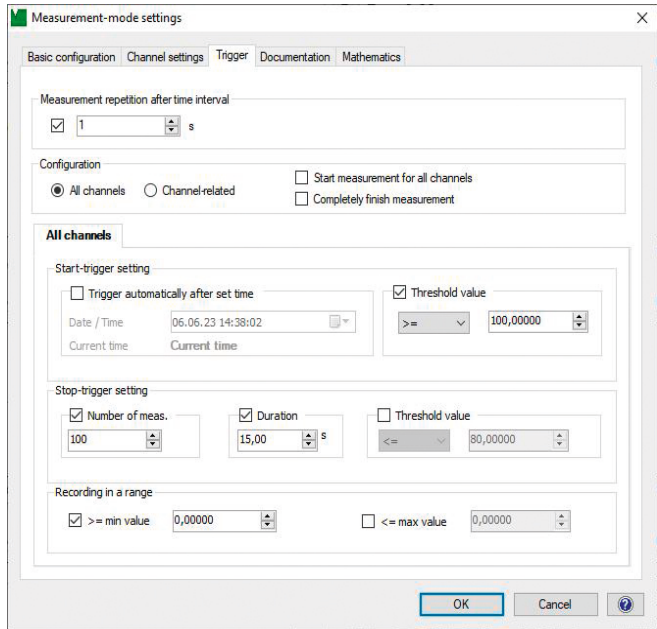 Measurement-mode settings
Basic configuration Channel settings Trigger Documentation Mathematics
Measurement repetition after time interval
1 s
Configuration
All channels Channel-related
Start measurement for all channels
Completely finish measurement
All channels
Start-trigger setting
Trigger automatically after set time
Date / Time 06.06.23 14:38:02
Current time Current time
Threshold value
>= 100,00000
Stop-trigger setting
Number of meas. Duration Threshold value
100 15,00 s <= 80,00000
Recording in a range
>= min value 0,00000 <= max value 0,00000
OK Cancel ?